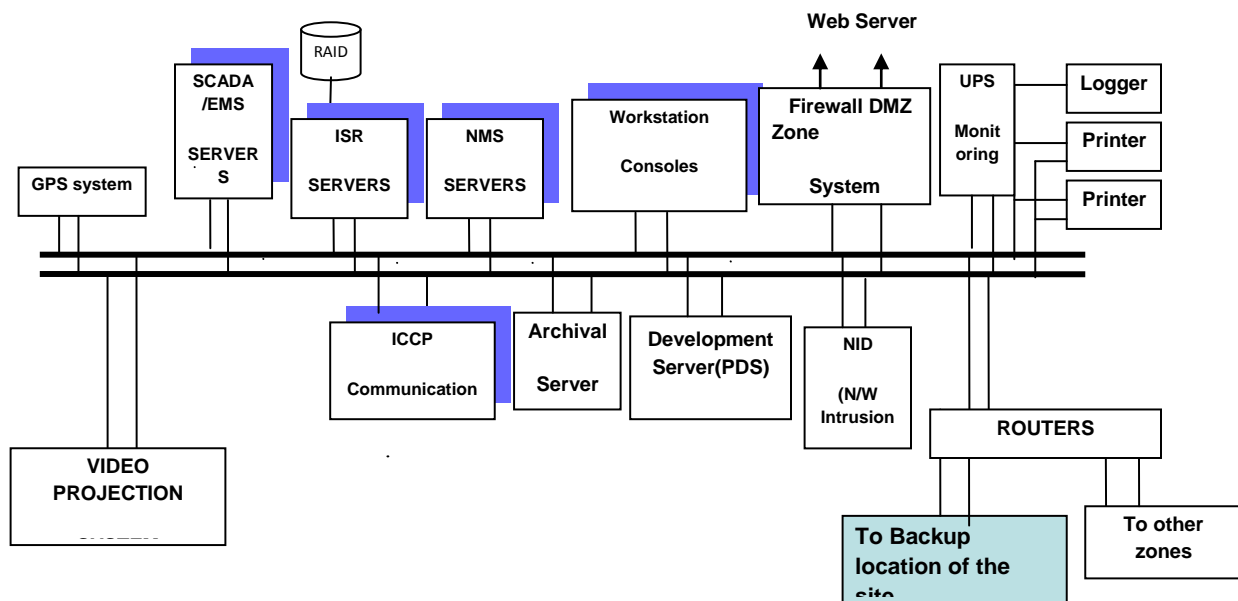 Web Server
RAID
SCADA
/EMS
SERVER
S
ISR
SERVERS
NMS
SERVERS
Workstation
Consoles
Firewall DMZ
Zone
System
UPS
Monit
oring
Logger
Printer
Printer
GPS system
ICCP
Communication
Archival
Server
Development
Server(PDS)
NID
(N/W
Intrusion
ROUTERS
VIDEO
PROJECTION
To Backup
location of the
site
To other
zones